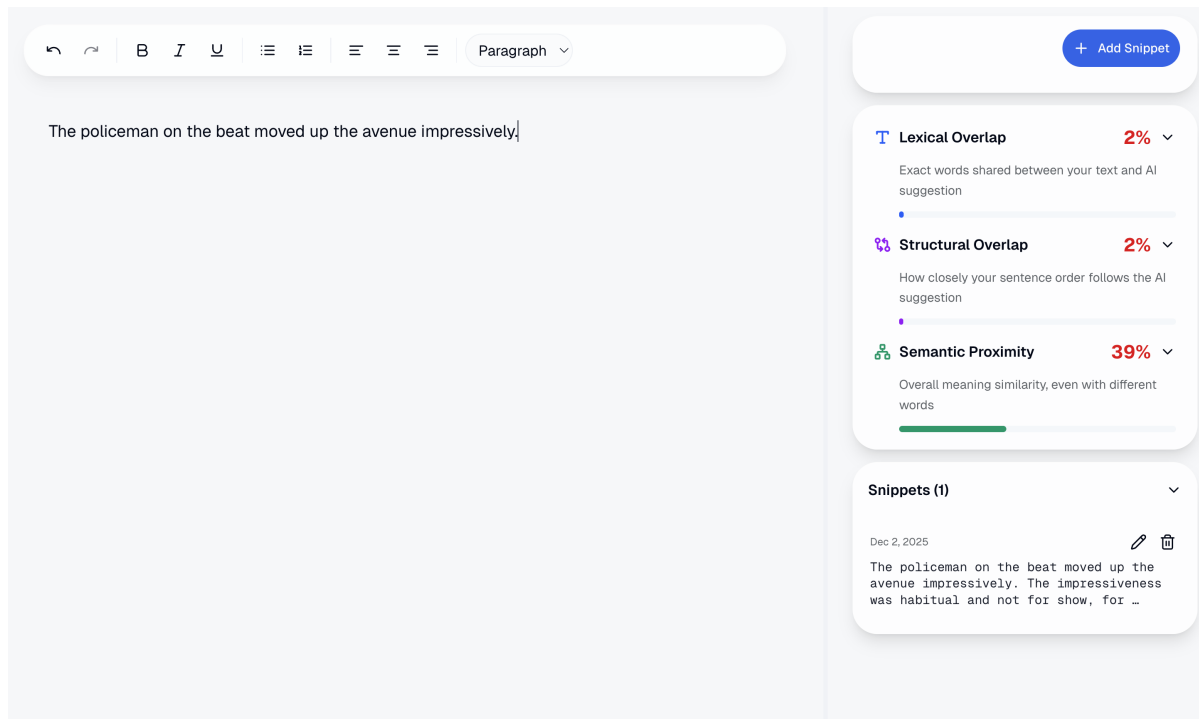 Paragraph
The policeman on the beat moved up the avenue impressively.
+ Add Snippet
Lexical Overlap 2%
Exact words shared between your text and AI
suggestion
Structural Overlap 2%
How closely your sentence order follows the AI
suggestion
Semantic Proximity 39%
Overall meaning similarity, even with different
words
Snippets (1)
Dec 2, 2025
The policeman on the beat moved up the
avenue impressively. The impressiveness
was habitual and not for show, for …